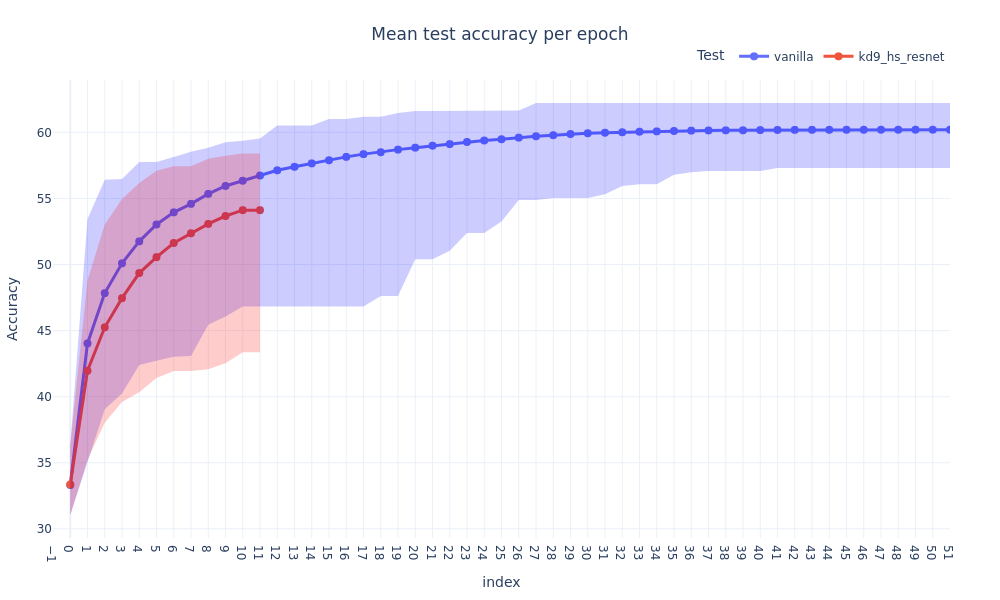 Mean test accuracy per epoch
Test vanilla kd9_hs_resnet
Accuracy
60
55
50
45
40
35
30
−1 0 1 2 3 4 5 6 7 8 9 10 11 12 13 14 15 16 17 18 19 20 21 22 23 24 25 26 27 28 29 30 31 32 33 34 35 36 37 38 39 40 41 42 43 44 45 46 47 48 49 50 51
index